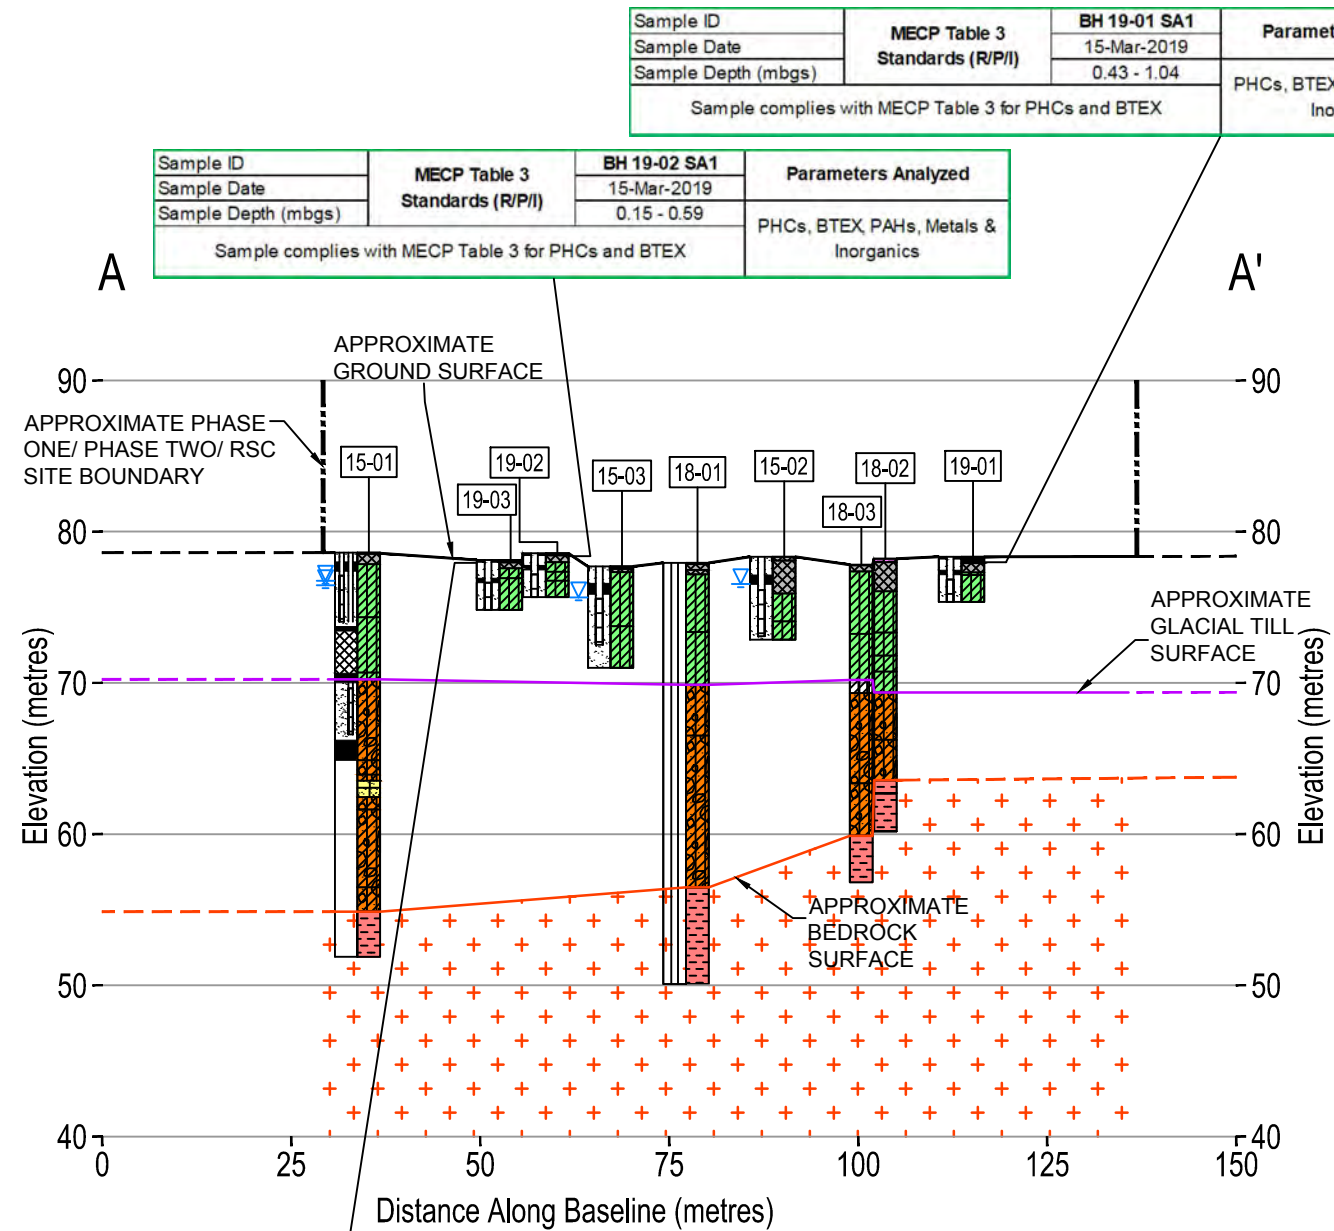 Sample ID
MECP Table 3
Standards (R/P/I)
BH 19-01 SA1
Paramet
Sample Date
15-Mar-2019
Sample Depth (mbgs)
0.43 - 1.04
PHCs, BTEX
Ino
Sample complies with MECP Table 3 for PHCs and BTEX
Sample ID
MECP Table 3
Standards (R/P/I)
BH 19-02 SA1
Parameters Analyzed
Sample Date
15-Mar-2019
Sample Depth (mbgs)
0.15 - 0.59
PHCs, BTEX, PAHs, Metals &
Inorganics
Sample complies with MECP Table 3 for PHCs and BTEX
A
A'
APPROXIMATE
GROUND SURFACE
90
90
APPROXIMATE PHASE
ONE/ PHASE TWO/ RSC
SITE BOUNDARY
15-01
19-02
19-03
15-03
18-01
15-02
18-02
18-03
19-01
80
80
APPROXIMATE
GLACIAL TILL
SURFACE
70
70
Elevation (metres)
Elevation (metres)
60
60
APPROXIMATE
BEDROCK
SURFACE
50
50
40
40
0
25
50
75
100
125
150
Distance Along Baseline (metres)